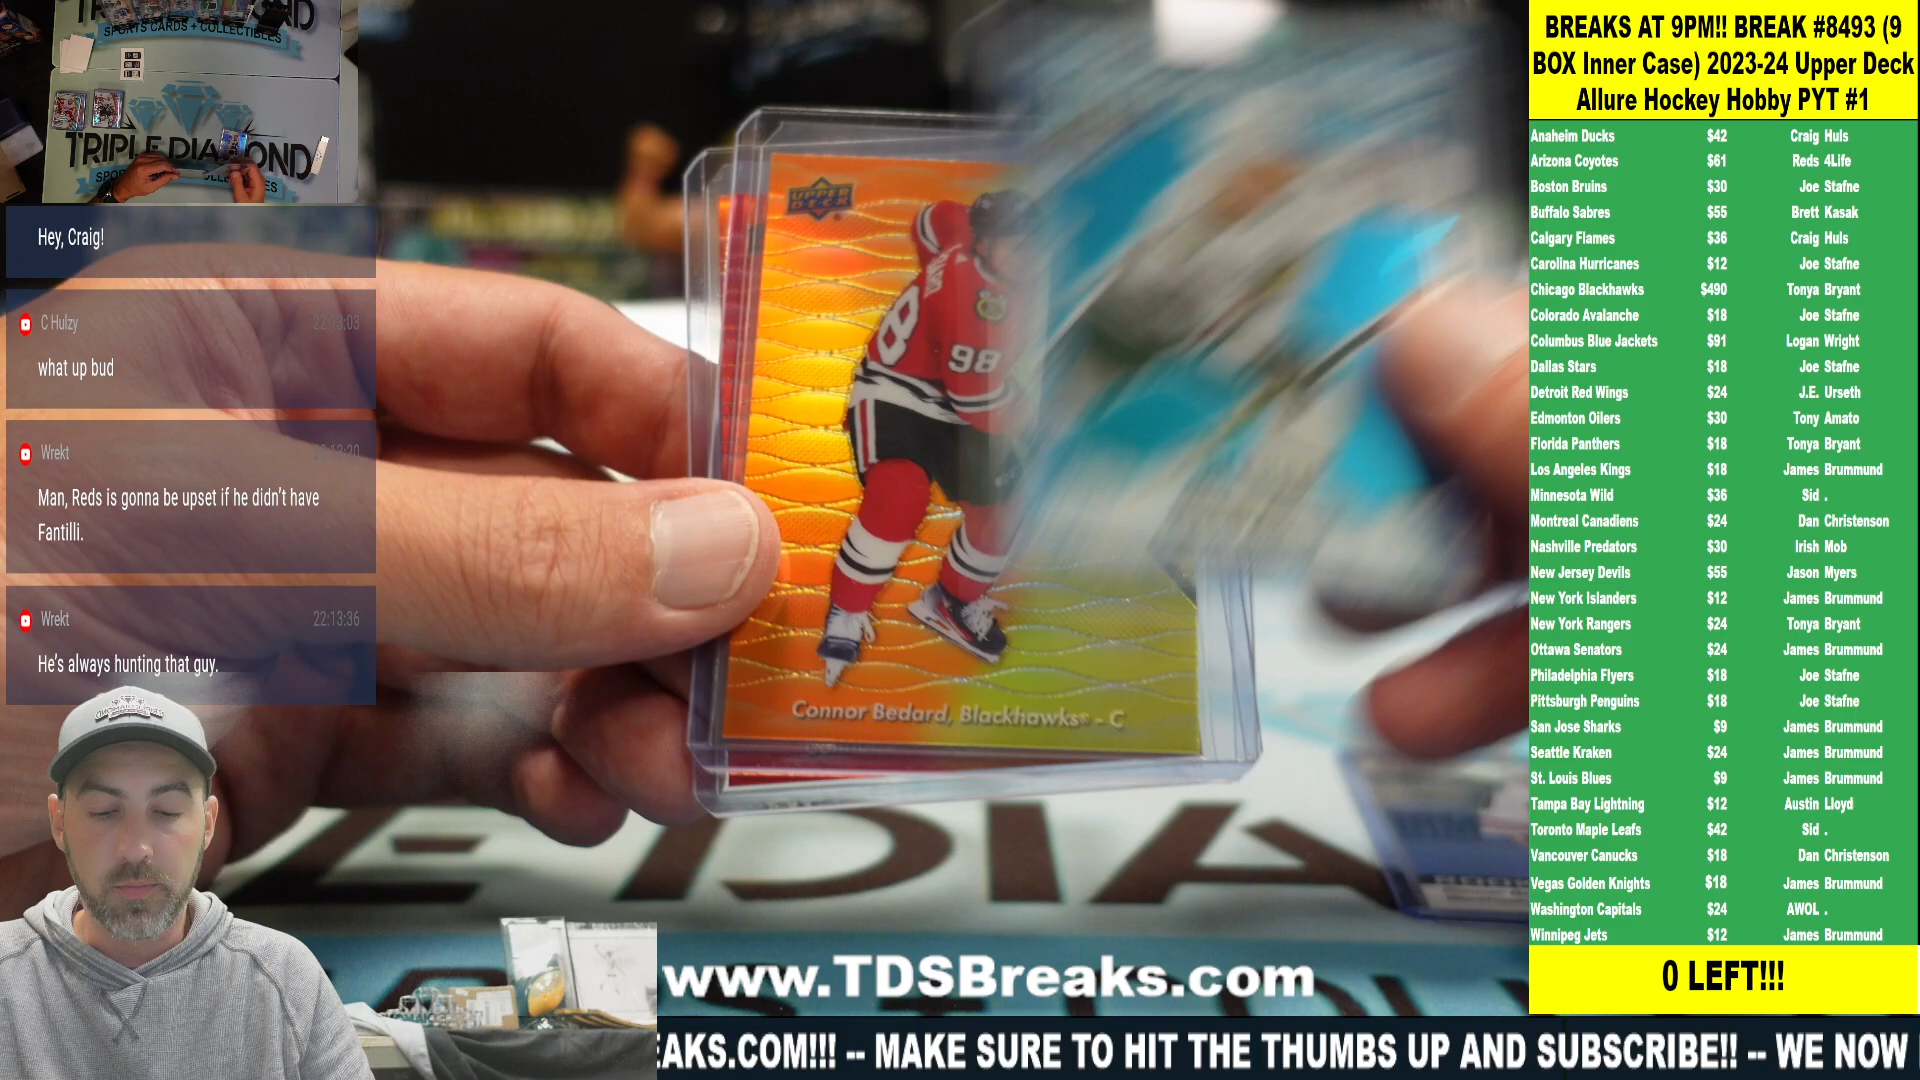 SPORTS CARDS + COLLECTIBLES
TRIPLE DIAMOND
Hey, Craig!
C Hulzy 22:13:03
what up bud
Wrekt
Man, Reds is gonna be upset if he didn't have
Fantilli.
Wrekt 22:13:36
He's always hunting that guy.
UPPER
DECK
98
98
Connor Bedard, Blackhawks® - C
E DIA
www.TDSBreaks.com
EAKS.COM!!! -- MAKE SURE TO HIT THE THUMBS UP AND SUBSCRIBE!! -- WE NOW
BREAKS AT 9PM!! BREAK #8493 (9
BOX Inner Case) 2023-24 Upper Deck
Allure Hockey Hobby PYT #1
Anaheim Ducks $42 Craig Huls
Arizona Coyotes $61 Reds 4Life
Boston Bruins $30 Joe Stafne
Buffalo Sabres $55 Brett Kasak
Calgary Flames $36 Craig Huls
Carolina Hurricanes $12 Joe Stafne
Chicago Blackhawks $490 Tonya Bryant
Colorado Avalanche $18 Joe Stafne
Columbus Blue Jackets $91 Logan Wright
Dallas Stars $18 Joe Stafne
Detroit Red Wings $24 J.E. Urseth
Edmonton Oilers $30 Tony Amato
Florida Panthers $18 Tonya Bryant
Los Angeles Kings $18 James Brummund
Minnesota Wild $36 Sid .
Montreal Canadiens $24 Dan Christenson
Nashville Predators $30 Irish Mob
New Jersey Devils $55 Jason Myers
New York Islanders $12 James Brummund
New York Rangers $24 Tonya Bryant
Ottawa Senators $24 James Brummund
Philadelphia Flyers $18 Joe Stafne
Pittsburgh Penguins $18 Joe Stafne
San Jose Sharks $9 James Brummund
Seattle Kraken $24 James Brummund
St. Louis Blues $9 James Brummund
Tampa Bay Lightning $12 Austin Lloyd
Toronto Maple Leafs $42 Sid .
Vancouver Canucks $18 Dan Christenson
Vegas Golden Knights $18 James Brummund
Washington Capitals $24 AWOL .
Winnipeg Jets $12 James Brummund
0 LEFT!!!